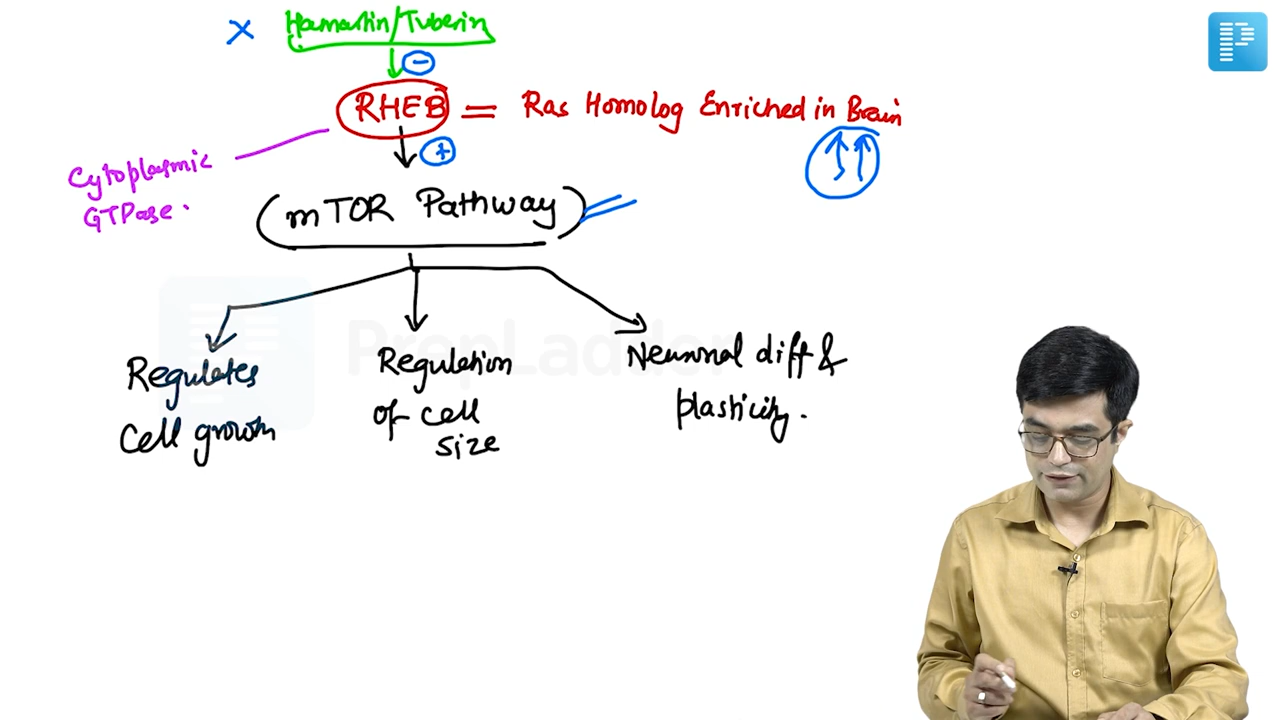 × Hamartin/Tuberin
-
RHEB = Ras Homolog Enriched in Brain
+
Cytoplasmic
GTPase.
(mTOR Pathway)
PrepLadder
Regulates
Cell growth
Regulation
of cell
size
Neuronal diff &
plasticity.